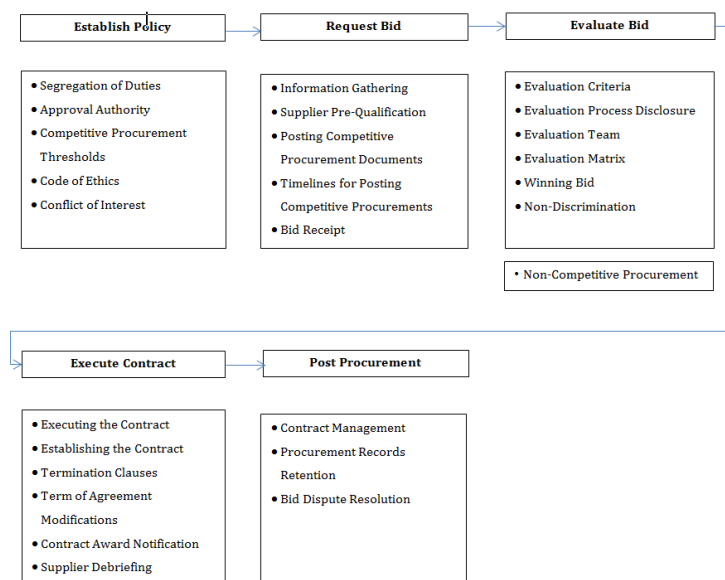 Establish Policy
Request Bid
Evaluate Bid
• Segregation of Duties
• Approval Authority
• Competitive Procurement
Thresholds
• Code of Ethics
• Conflict of Interest
• Information Gathering
• Supplier Pre-Qualification
• Posting Competitive
Procurement Documents
• Timelines for Posting
Competitive Procurements
• Bid Receipt
• Evaluation Criteria
• Evaluation Process Disclosure
• Evaluation Team
• Evaluation Matrix
• Winning Bid
• Non-Discrimination
• Non-Competitive Procurement
Execute Contract
Post Procurement
• Executing the Contract
• Establishing the Contract
• Termination Clauses
• Term of Agreement
Modifications
• Contract Award Notification
• Supplier Debriefing
• Contract Management
• Procurement Records
Retention
• Bid Dispute Resolution